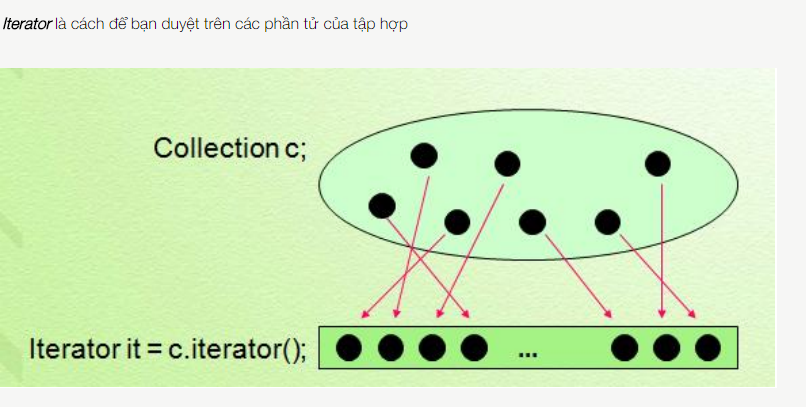 Iterator là cách để bạn duyệt trên các phần tử của tập hợp
Collection c;
Iterator it = c.iterator();
...